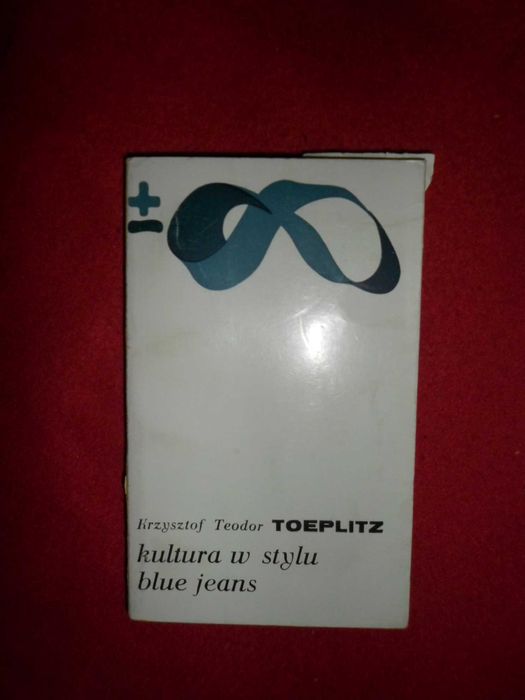 ±∞
Krzysztof Teodor TOEPLITZ
kultura w stylu
blue jeans